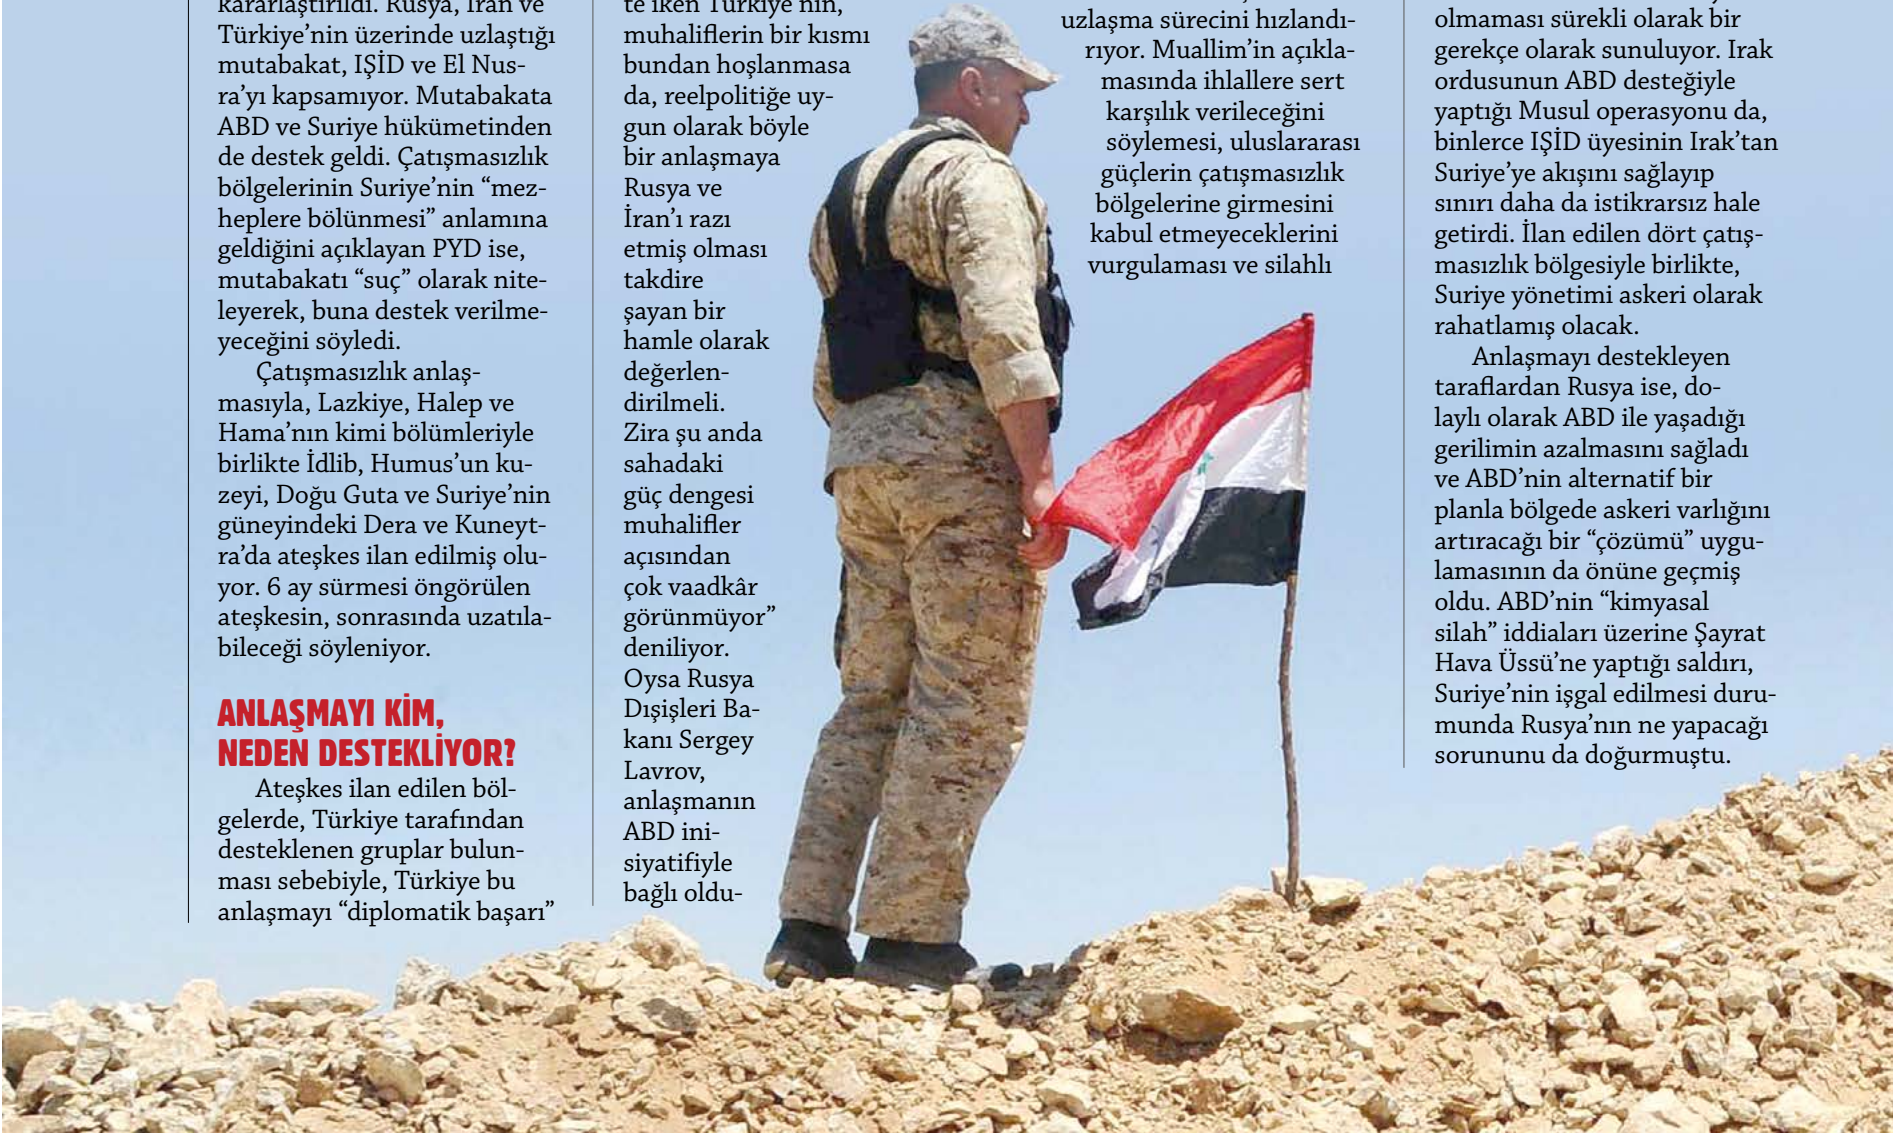 kararlaştırıldı. Rusya, İran ve
Türkiye’nin üzerinde uzlaştığı
mutabakat, IŞİD ve El Nus-
ra’yı kapsamıyor. Mutabakata
ABD ve Suriye hükümetinden
de destek geldi. Çatışmasızlık
bölgelerinin Suriye’nin “mez-
heplere bölünmesi” anlamına
geldiğini açıklayan PYD ise,
mutabakatı “suç” olarak nite-
leyerek, buna destek verilme-
yeceğini söyledi.
Çatışmasızlık anlaş-
masıyla, Lazkiye, Halep ve
Hama’nın kimi bölümleriyle
birlikte İdlib, Humus’un ku-
zeyi, Doğu Guta ve Suriye’nin
güneyindeki Dera ve Kuneyt-
ra’da ateşkes ilan edilmiş olu-
yor. 6 ay sürmesi öngörülen
ateşkesin, sonrasında uzatıla-
bileceği söyleniyor.
ANLAŞMAYI KİM,
NEDEN DESTEKLİYOR?
Ateşkes ilan edilen böl-
gelerde, Türkiye tarafından
desteklenen gruplar bulun-
ması sebebiyle, Türkiye bu
anlaşmayı “diplomatik başarı”
te iken Türkiye’nin,
muhaliflerin bir kısmı
bundan hoşlanmasa
da, reelpolitiğe uy-
gun olarak böyle
bir anlaşmaya
Rusya ve
İran’ı razı
etmiş olması
takdire
şayan bir
hamle olarak
değerlen-
dirilmeli.
Zira şu anda
sahadaki
güç dengesi
muhalifler
açısından
çok vaadkâr
görünmüyor”
deniliyor.
Oysa Rusya
Dışişleri Ba-
kanı Sergey
Lavrov,
anlaşmanın
ABD ini-
siyatifiyle
bağlı oldu-
uzlaşma sürecini hızlandı-
rıyor. Muallim’in açıkla-
masında ihlallere sert
karşılık verileceğini
söylemesi, uluslararası
güçlerin çatışmasızlık
bölgelerine girmesini
kabul etmeyeceklerini
vurgulaması ve silahlı
olmaması sürekli olarak bir
gerekçe olarak sunuluyor. Irak
ordusunun ABD desteğiyle
yaptığı Musul operasyonu da,
binlerce IŞİD üyesinin Irak’tan
Suriye’ye akışını sağlayıp
sınırı daha da istikrarsız hale
getirdi. İlan edilen dört çatış-
masızlık bölgesiyle birlikte,
Suriye yönetimi askeri olarak
rahatlamış olacak.
Anlaşmayı destekleyen
taraflardan Rusya ise, do-
laylı olarak ABD ile yaşadığı
gerilimin azalmasını sağladı
ve ABD’nin alternatif bir
planla bölgede askeri varlığını
artıracağı bir “çözümü” uygu-
lamasının da önüne geçmiş
oldu. ABD’nin “kimyasal
silah” iddiaları üzerine Şayrat
Hava Üssü’ne yaptığı saldırı,
Suriye’nin işgal edilmesi duru-
munda Rusya’nın ne yapacağı
sorununu da doğurmuştu.